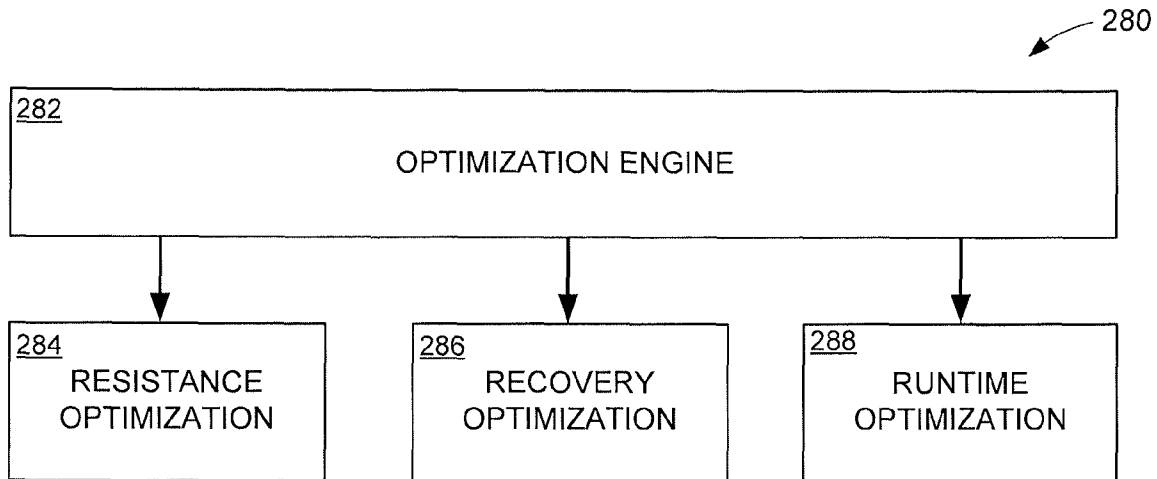 280
282
OPTIMIZATION ENGINE
284
RESISTANCE
OPTIMIZATION
286
RECOVERY
OPTIMIZATION
288
RUNTIME
OPTIMIZATION